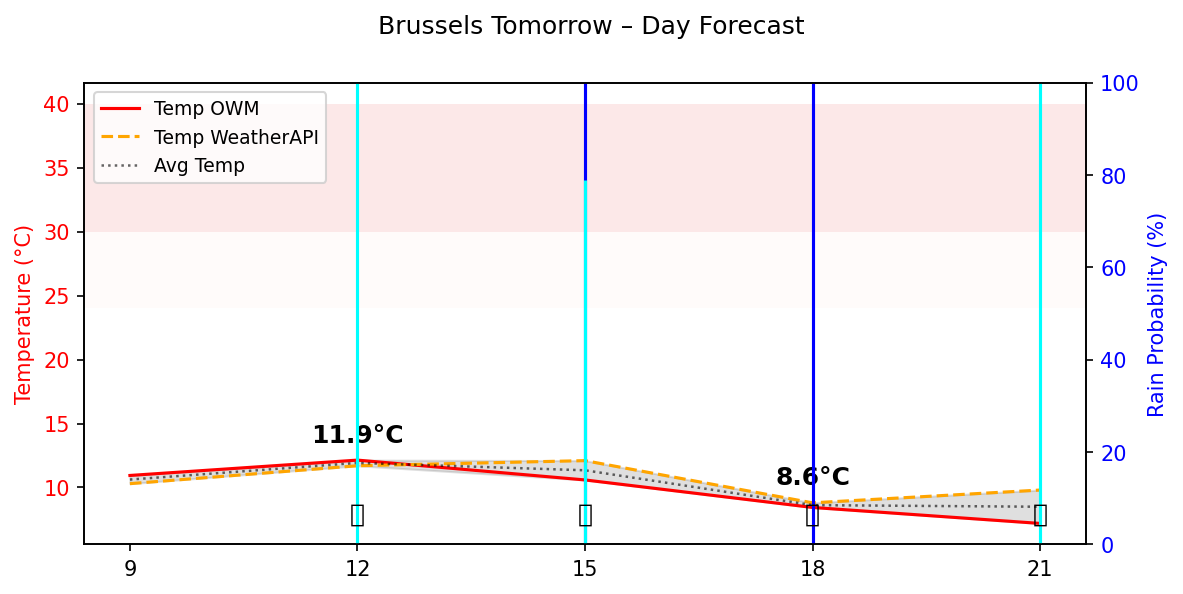 Brussels Tomorrow – Day Forecast
Temp OWM
Temp WeatherAPI
Avg Temp
Temperature (°C)
40
35
30
25
20
15
10
100
80
60
40
20
0
Rain Probability (%)
11.9°C
8.6°C
9
12
15
18
21